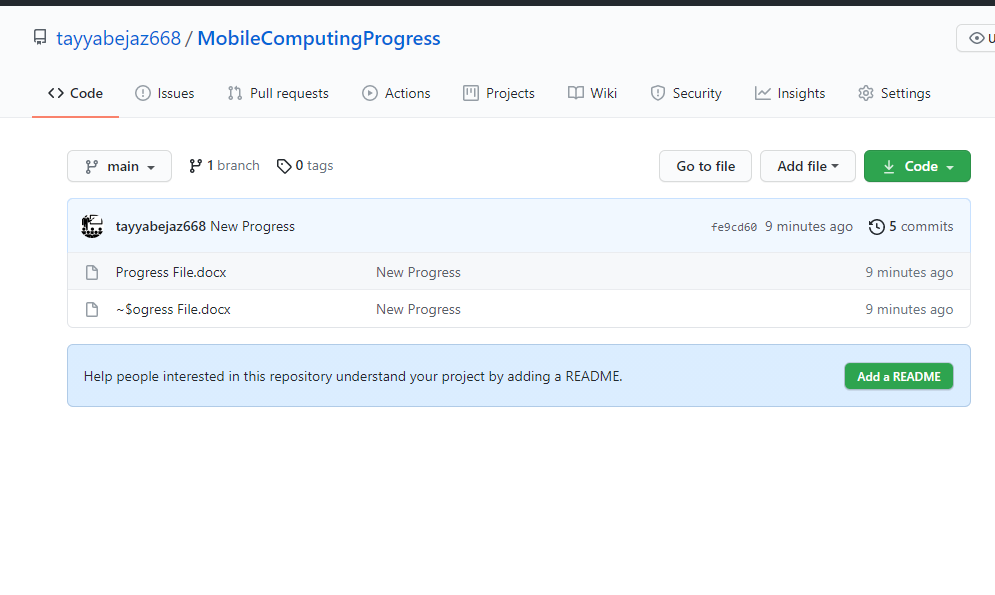 tayyabejaz668 / MobileComputingProgress
Code Issues Pull requests Actions Projects Wiki Security Insights Settings
main 1 branch 0 tags Go to file Add file Code
tayyabejaz668 New Progress fe9cd60 9 minutes ago 5 commits
Progress File.docx New Progress 9 minutes ago
~$ogress File.docx New Progress 9 minutes ago
Help people interested in this repository understand your project by adding a README. Add a README